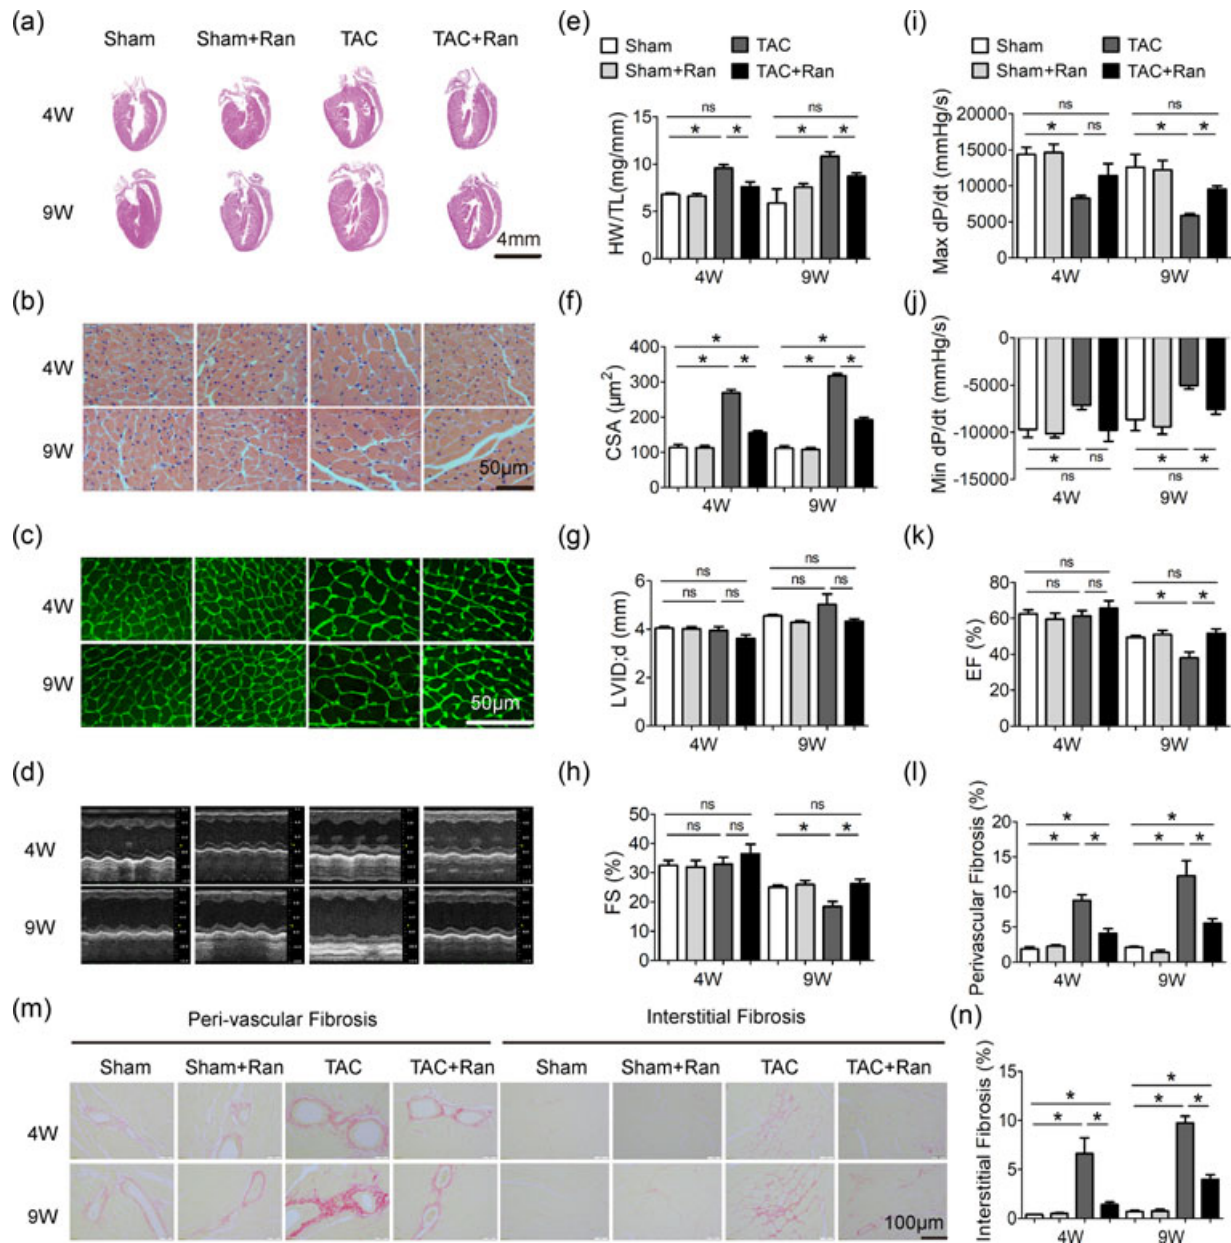 (a)
Sham Sham+Ran TAC TAC+Ran
4W
9W
4mm
(b)
4W
9W
50μm
(c)
4W
9W
50μm
(d)
4W
9W
(e)
Sham TAC
Sham+Ran TAC+Ran
HW/TL(mg/mm)
15
10
5
0
ns
* *
ns
* *
4W 9W
(f)
CSA (μm²)
400
300
200
100
0
*
* *
*
* *
4W 9W
(g)
LVID;d (mm)
6
4
2
0
ns
ns ns
ns
ns ns
4W 9W
(h)
FS (%)
50
40
30
20
10
0
ns
ns ns
ns
* *
4W 9W
(i)
Sham TAC
Sham+Ran TAC+Ran
Max dP/dt (mmHg/s)
20000
15000
10000
5000
0
ns
* ns
ns
* *
4W 9W
(j)
Min dP/dt (mmHg/s)
0
-5000
-10000
-15000
* ns
ns
* *
ns
4W 9W
(k)
EF (%)
80
60
40
20
0
ns
ns ns
ns
* *
4W 9W
(l)
Perivascular Fibrosis (%)
20
15
10
5
0
*
* *
*
* *
4W 9W
(m)
Peri-vascular Fibrosis Interstitial Fibrosis
Sham Sham+Ran TAC TAC+Ran Sham Sham+Ran TAC TAC+Ran
4W
9W
100μm
(n)
Interstitial Fibrosis (%)
15
10
5
0
*
* *
*
* *
4W 9W